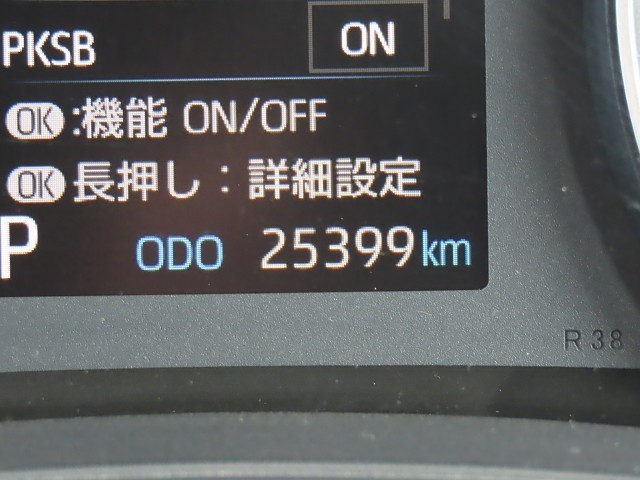 PKSB ON
OK:機能 ON/OFF
OK長押し:詳細設定
P ODO 25399km
R38